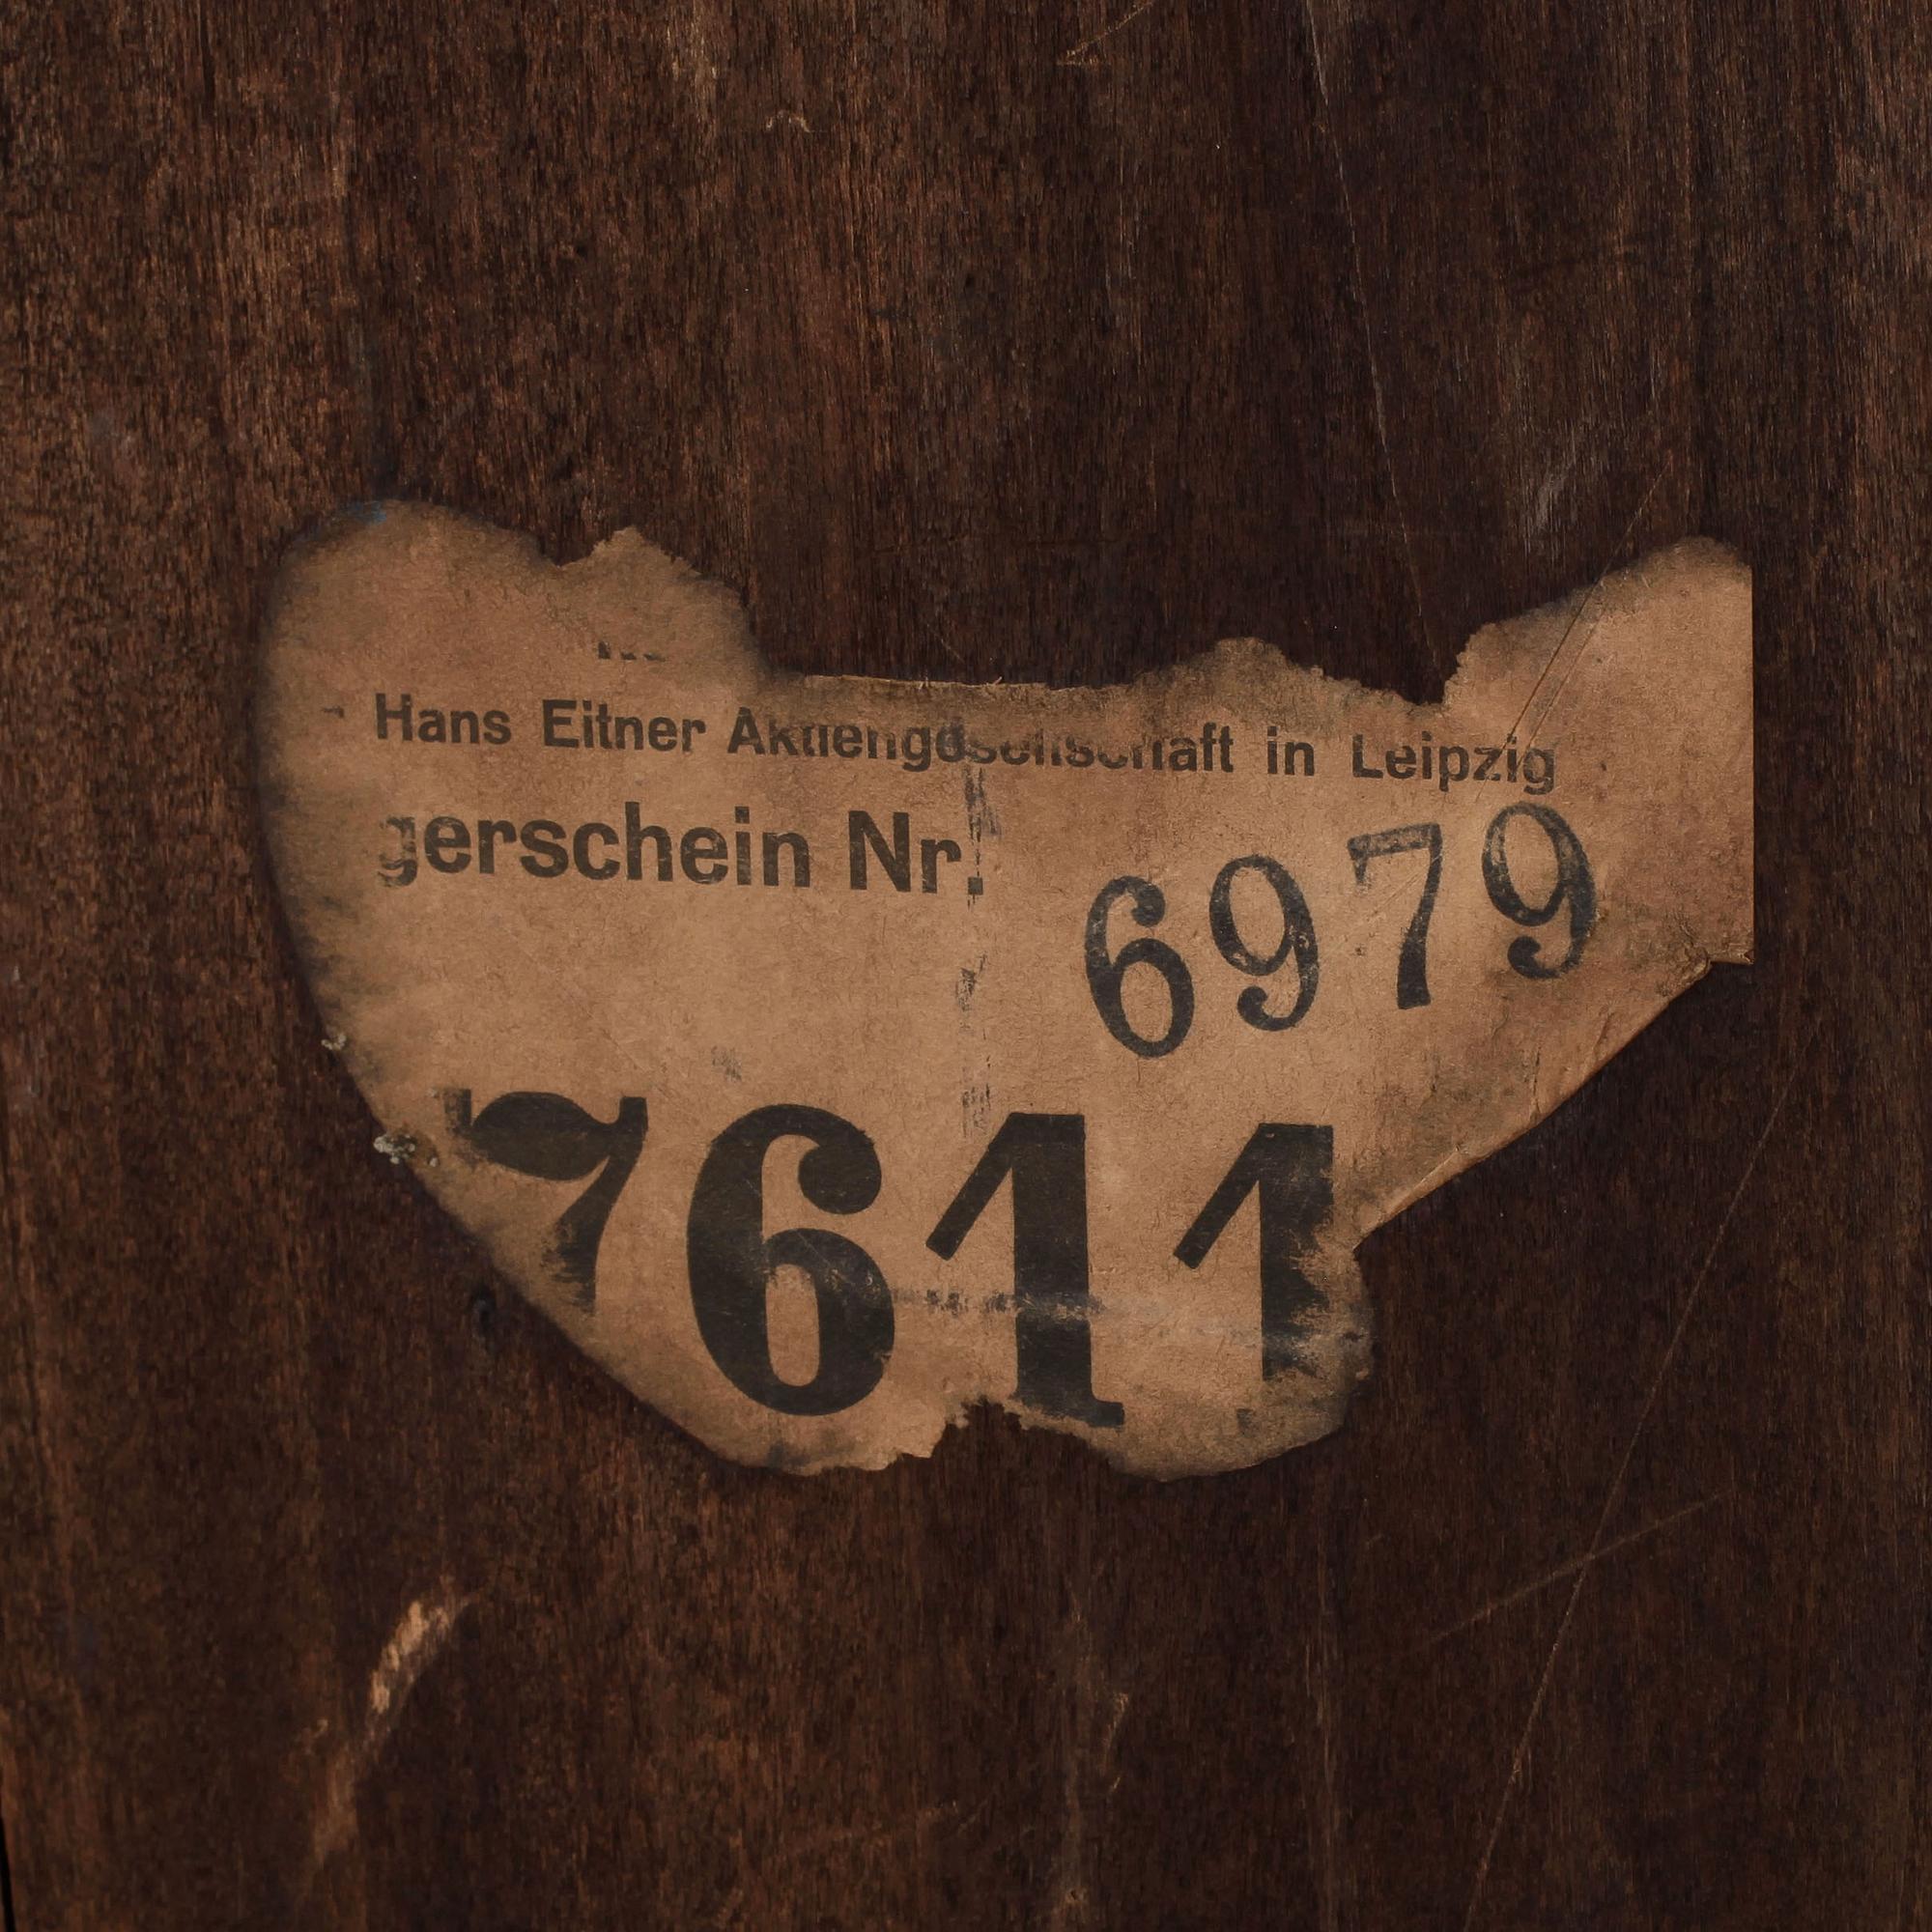 Hans Eitner Aktiengesellschaft in Leipzig
gerschein Nr. 6979
7611